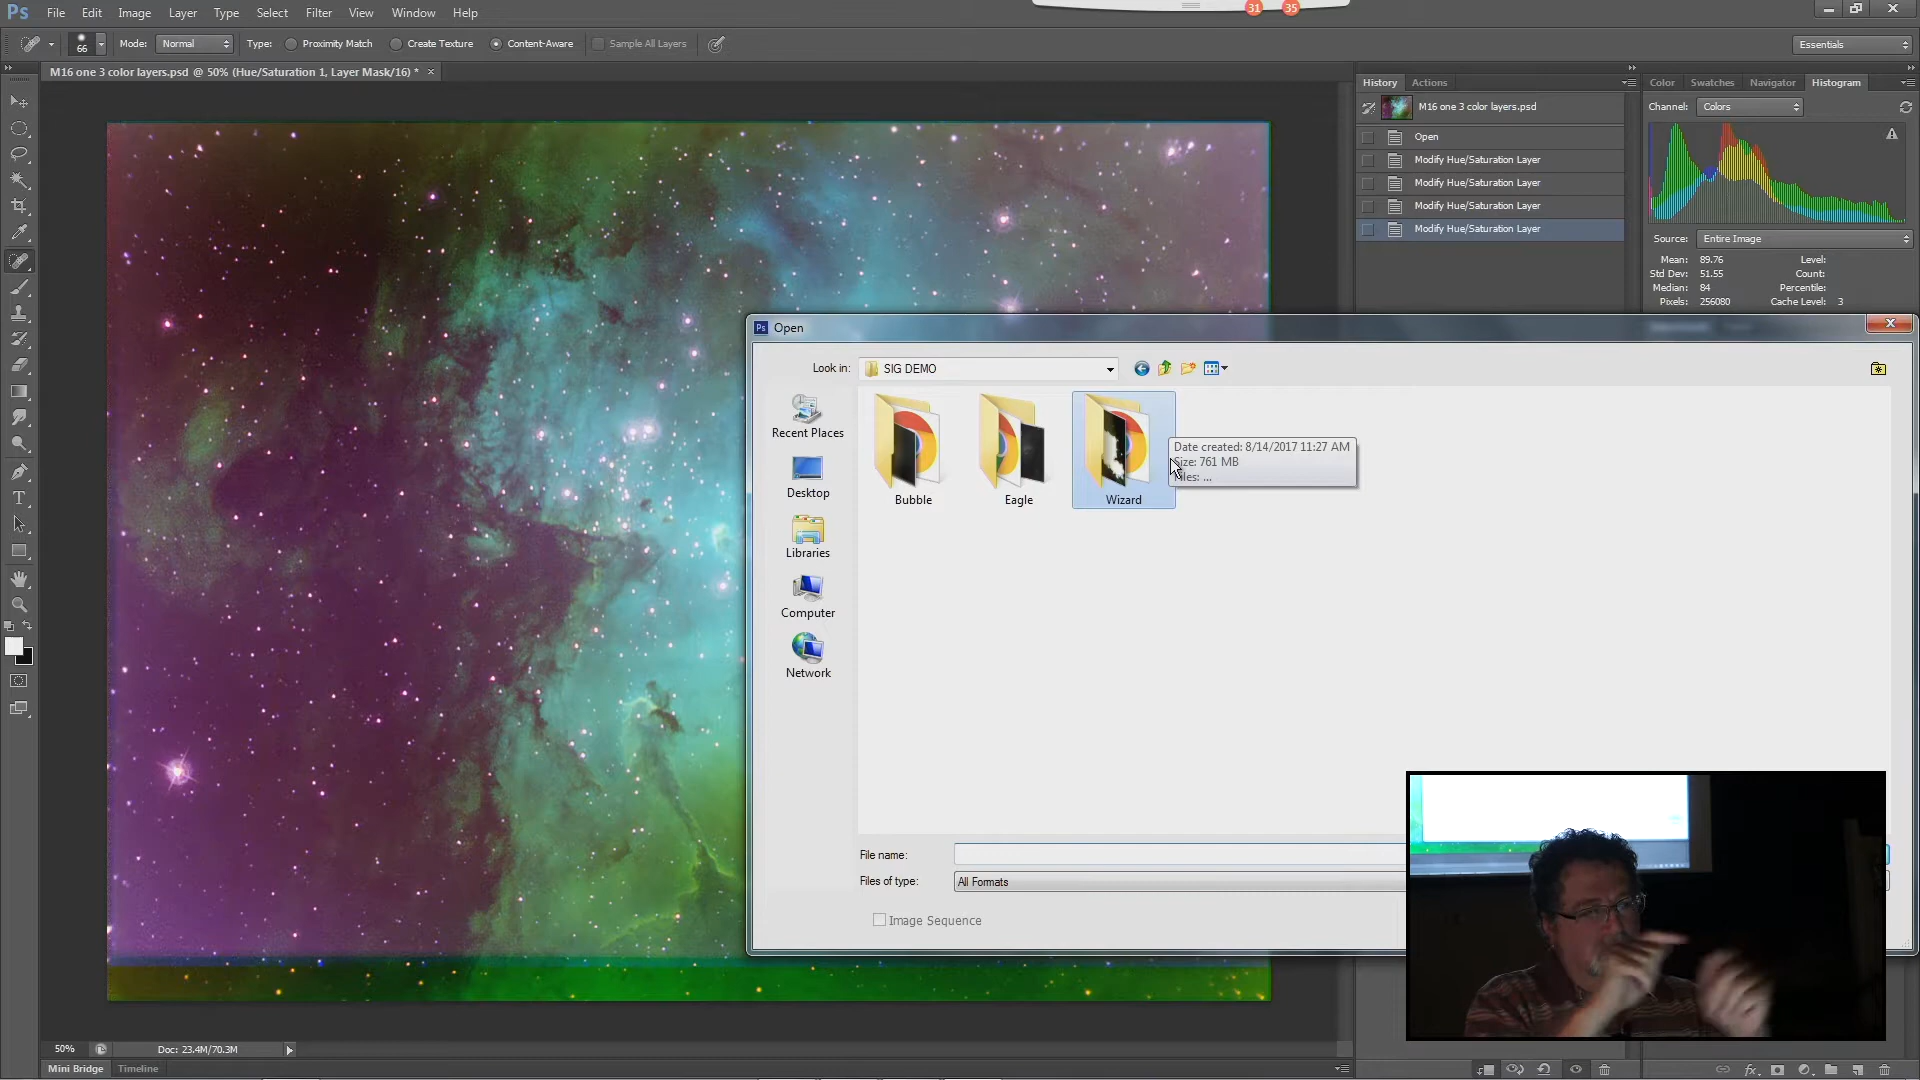 Ps File Edit Image Layer Type Select Filter View Window Help
31 35
66 Mode: Normal Type: Proximity Match Create Texture Content-Aware Sample All Layers
Essentials
M16 one 3 color layers.psd @ 50% (Hue/Saturation 1, Layer Mask/16) * ×
History Actions
M16 one 3 color layers.psd
Open
Modify Hue/Saturation Layer
Modify Hue/Saturation Layer
Modify Hue/Saturation Layer
Modify Hue/Saturation Layer
Color Swatches Navigator Histogram
Channel: Colors
Source: Entire Image
Mean: 89.76 Level:
Std Dev: 51.55 Count:
Median: 84 Percentile:
Pixels: 256080 Cache Level: 3
Ps Open
Look in: SIG DEMO
Recent Places
Desktop
Libraries
Computer
Network
Bubble
Eagle
Wizard
Date created: 8/14/2017 11:27 AM
Size: 761 MB
Files: ...
File name:
Files of type: All Formats
Image Sequence
50% Doc: 23.4M/70.3M
Mini Bridge Timeline
fx